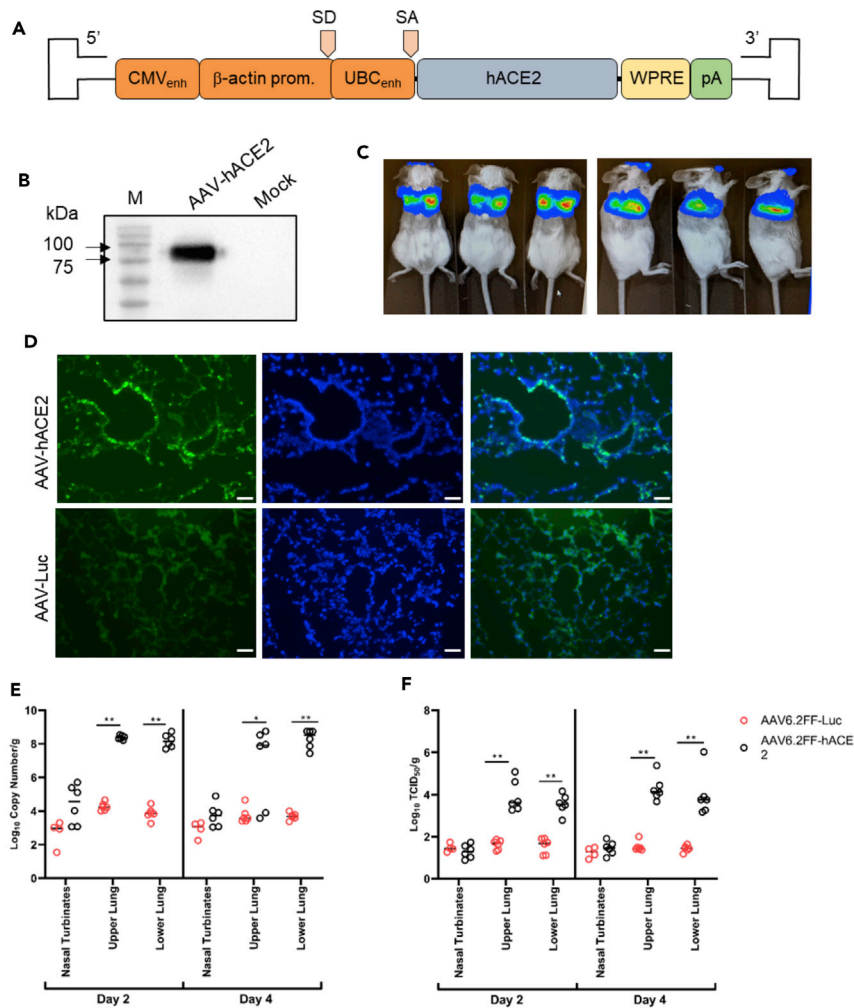 A
5’
SD
SA
3’
CMVenh
β-actin prom.
UBCenh
hACE2
WPRE
pA
B
M
AAV-hACE2
Mock
kDa
100
75
C
D
AAV-hACE2
AAV-Luc
E
Log10 Copy Number/g
10
8
6
4
2
0
**
**
*
**
Nasal Turbinates
Upper Lung
Lower Lung
Nasal Turbinates
Upper Lung
Lower Lung
Day 2
Day 4
F
Log10 TCID50/g
8
6
4
2
0
**
**
**
**
Nasal Turbinates
Upper Lung
Lower Lung
Nasal Turbinates
Upper Lung
Lower Lung
Day 2
Day 4
AAV6.2FF-Luc
AAV6.2FF-hACE
2